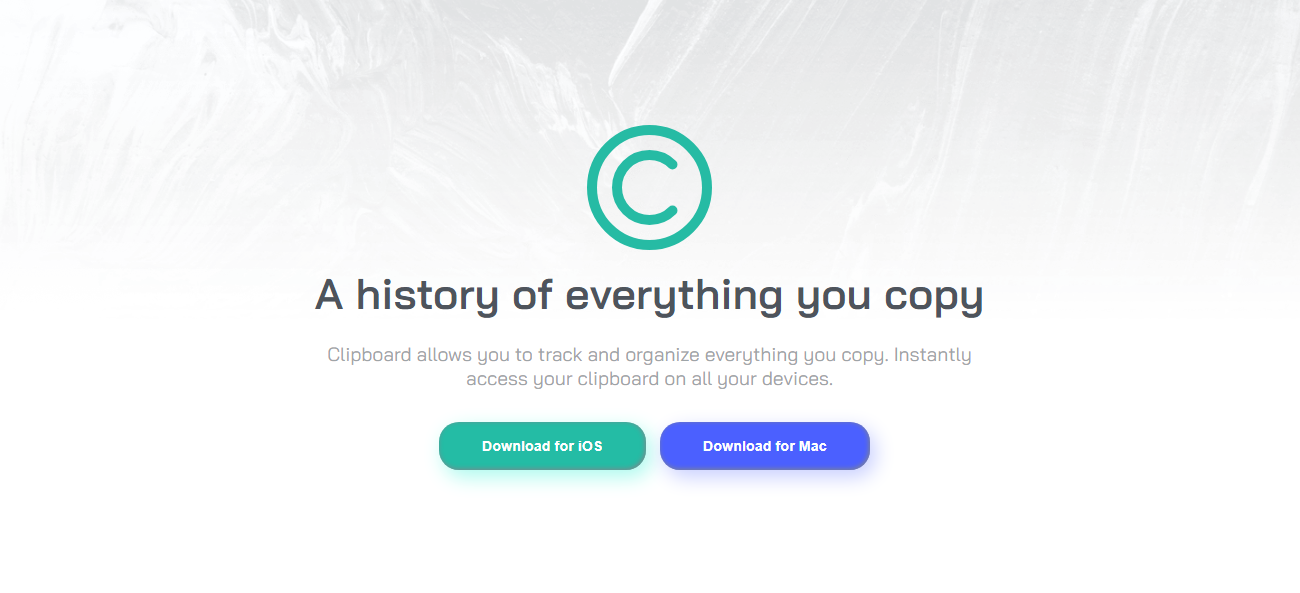 A history of everything you copy
Clipboard allows you to track and organize everything you copy. Instantly
access your clipboard on all your devices.
Download for iOS
Download for Mac